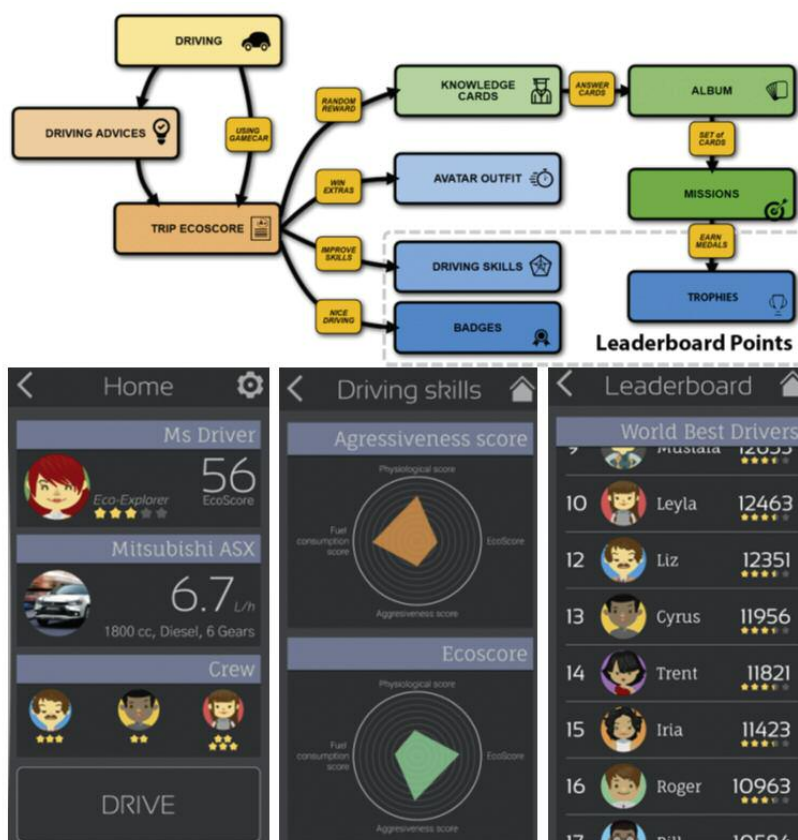 DRIVING
DRIVING ADVICES
USING
GAMECAR
TRIP ECOSCORE
RANDOM
REWARD
WIN
EXTRAS
IMPROVE
SKILLS
NICE
DRIVING
KNOWLEDGE
CARDS
ANSWER
CARDS
ALBUM
SET of
CARDS
AVATAR OUTFIT
MISSIONS
EARN
MEDALS
DRIVING SKILLS
TROPHIES
BADGES
Leaderboard Points
Home
Ms Driver
56
Eco-Explorer
EcoScore
Mitsubishi ASX
6.7 L/h
1800 cc, Diesel, 6 Gears
Crew
DRIVE
Driving skills
Agressiveness score
Physiological score
Fuel
consumption
score
EcoScore
Aggresiveness score
Ecoscore
Physiological score
Fuel
consumption
score
EcoScore
Aggresiveness score
Leaderboard
World Best Drivers
10 Leyla 12463
12 Liz 12351
13 Cyrus 11956
14 Trent 11821
15 Iria 11423
16 Roger 10963